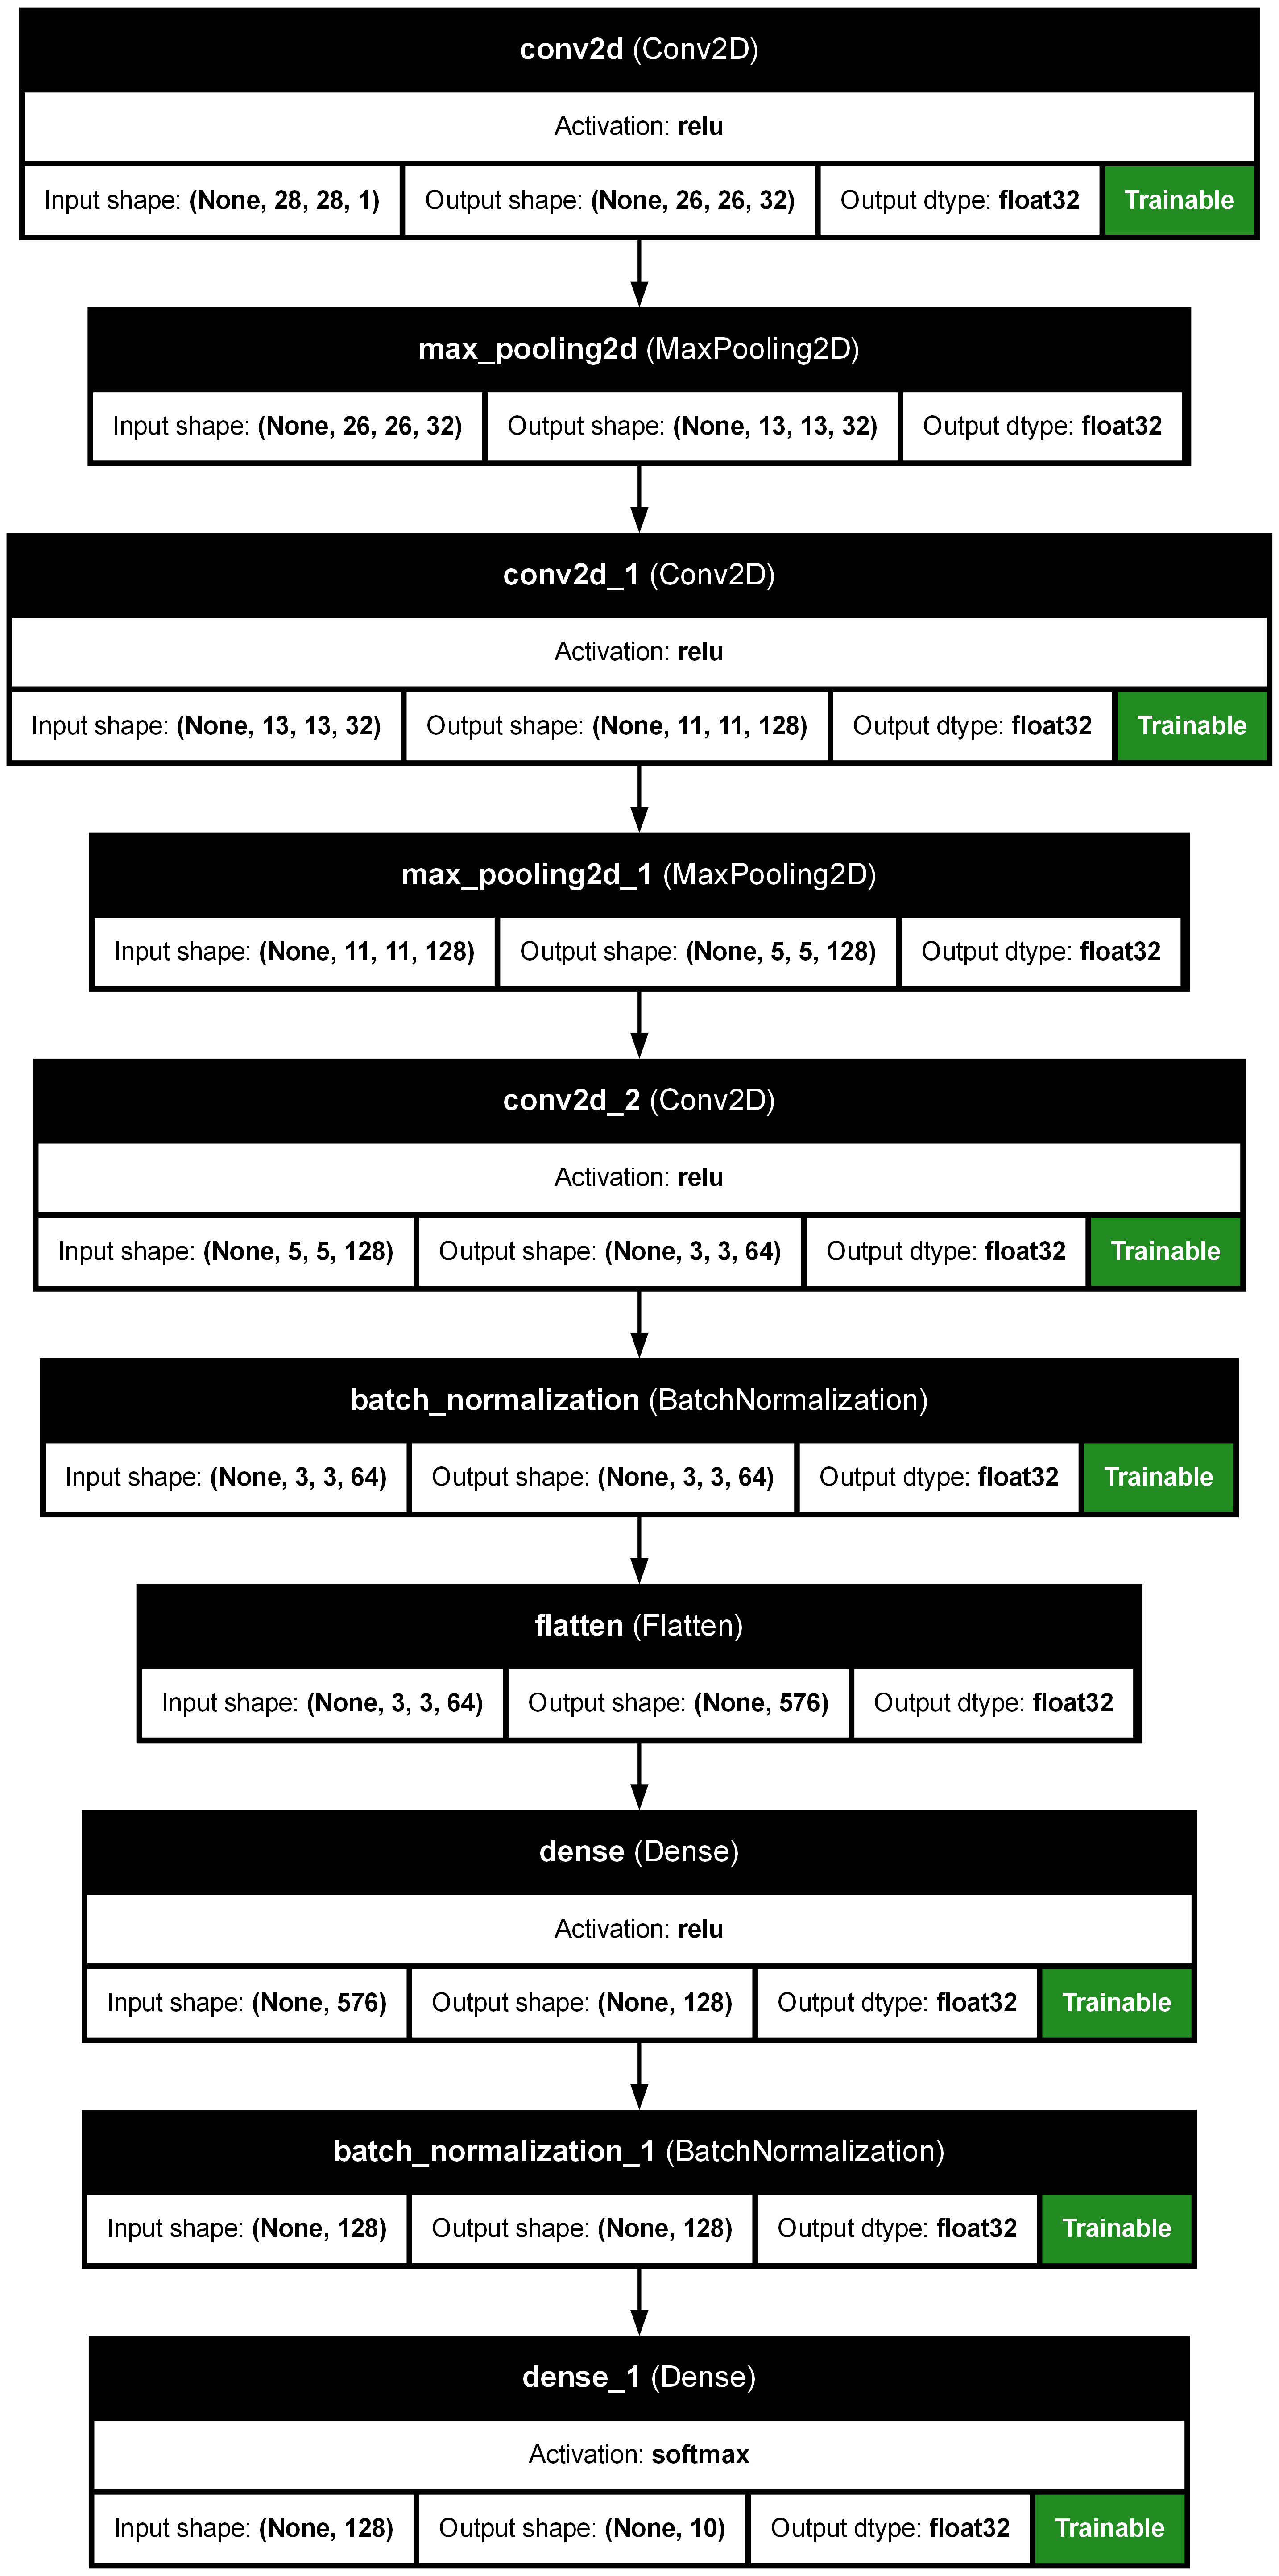 conv2d (Conv2D)
Activation: relu
Input shape: (None, 28, 28, 1) Output shape: (None, 26, 26, 32) Output dtype: float32 Trainable
max_pooling2d (MaxPooling2D)
Input shape: (None, 26, 26, 32) Output shape: (None, 13, 13, 32) Output dtype: float32
conv2d_1 (Conv2D)
Activation: relu
Input shape: (None, 13, 13, 32) Output shape: (None, 11, 11, 128) Output dtype: float32 Trainable
max_pooling2d_1 (MaxPooling2D)
Input shape: (None, 11, 11, 128) Output shape: (None, 5, 5, 128) Output dtype: float32
conv2d_2 (Conv2D)
Activation: relu
Input shape: (None, 5, 5, 128) Output shape: (None, 3, 3, 64) Output dtype: float32 Trainable
batch_normalization (BatchNormalization)
Input shape: (None, 3, 3, 64) Output shape: (None, 3, 3, 64) Output dtype: float32 Trainable
flatten (Flatten)
Input shape: (None, 3, 3, 64) Output shape: (None, 576) Output dtype: float32
dense (Dense)
Activation: relu
Input shape: (None, 576) Output shape: (None, 128) Output dtype: float32 Trainable
batch_normalization_1 (BatchNormalization)
Input shape: (None, 128) Output shape: (None, 128) Output dtype: float32 Trainable
dense_1 (Dense)
Activation: softmax
Input shape: (None, 128) Output shape: (None, 10) Output dtype: float32 Trainable